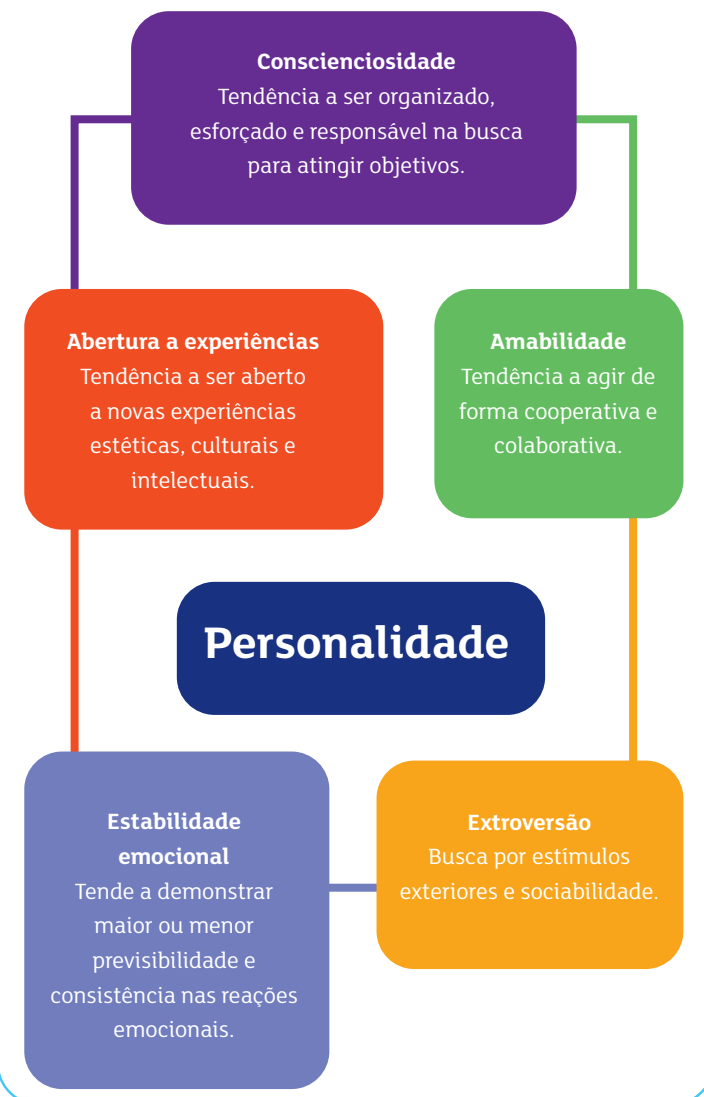 Conscienciosidade
Tendência a ser organizado,
esforçado e responsável na busca
para atingir objetivos.
Abertura a experiências
Tendência a ser aberto
a novas experiências
estéticas, culturais e
intelectuais.
Amabilidade
Tendência a agir de
forma cooperativa e
colaborativa.
Personalidade
Estabilidade
emocional
Tende a demonstrar
maior ou menor
previsibilidade e
consistência nas reações
emocionais.
Extroversão
Busca por estímulos
exteriores e sociabilidade.